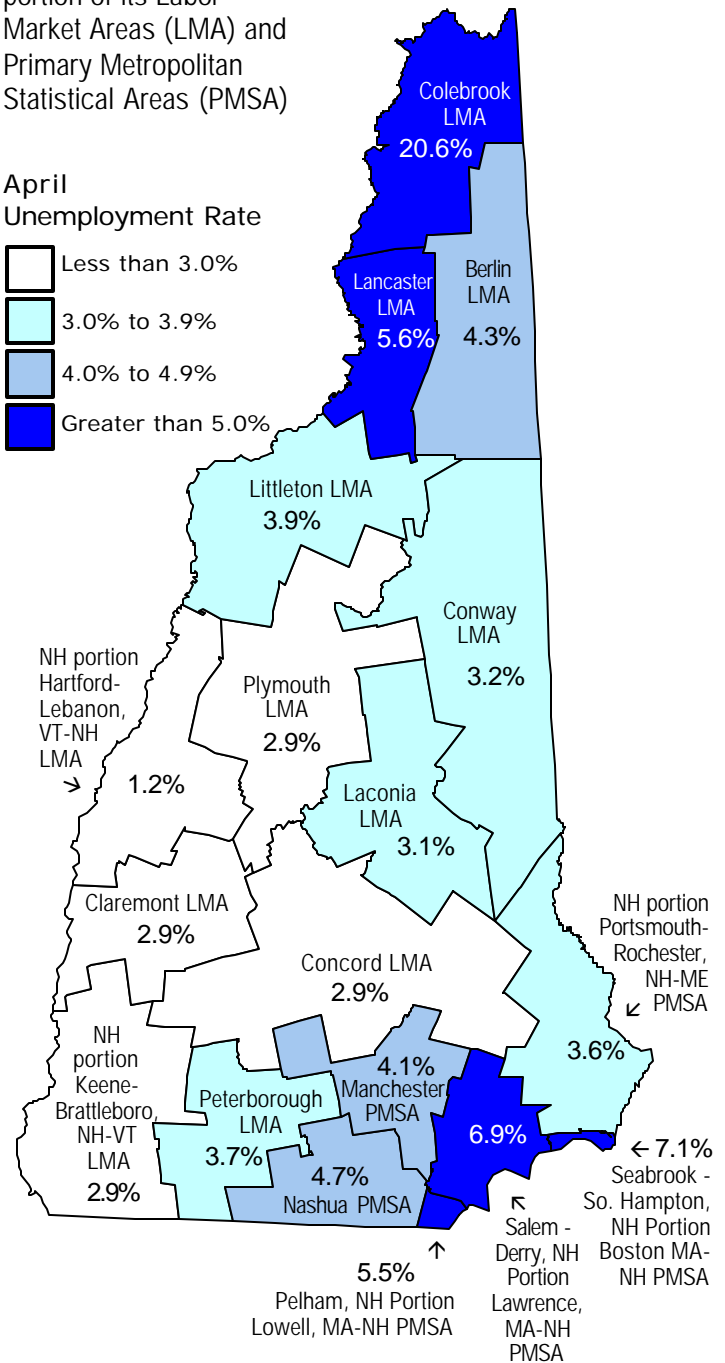 portion of its Labor
Market Areas (LMA) and
Primary Metropolitan
Statistical Areas (PMSA)
April
Unemployment Rate
Less than 3.0%
3.0% to 3.9%
4.0% to 4.9%
Greater than 5.0%
Colebrook
LMA
20.6%
Lancaster
LMA
5.6%
Berlin
LMA
4.3%
Littleton LMA
3.9%
Conway
LMA
3.2%
NH portion
Hartford-
Lebanon,
VT-NH
LMA
1.2%
Plymouth
LMA
2.9%
Laconia
LMA
3.1%
Claremont LMA
2.9%
Concord LMA
2.9%
NH portion
Portsmouth-
Rochester,
NH-ME
PMSA
3.6%
NH
portion
Keene-
Brattleboro,
NH-VT
LMA
2.9%
Peterborough
LMA
3.7%
4.1%
Manchester
PMSA
4.7%
Nashua PMSA
6.9%
7.1%
Seabrook -
So. Hampton,
NH Portion
Boston MA-
NH PMSA
5.5%
Pelham, NH Portion
Lowell, MA-NH PMSA
Salem -
Derry, NH
Portion
Lawrence,
MA-NH
PMSA